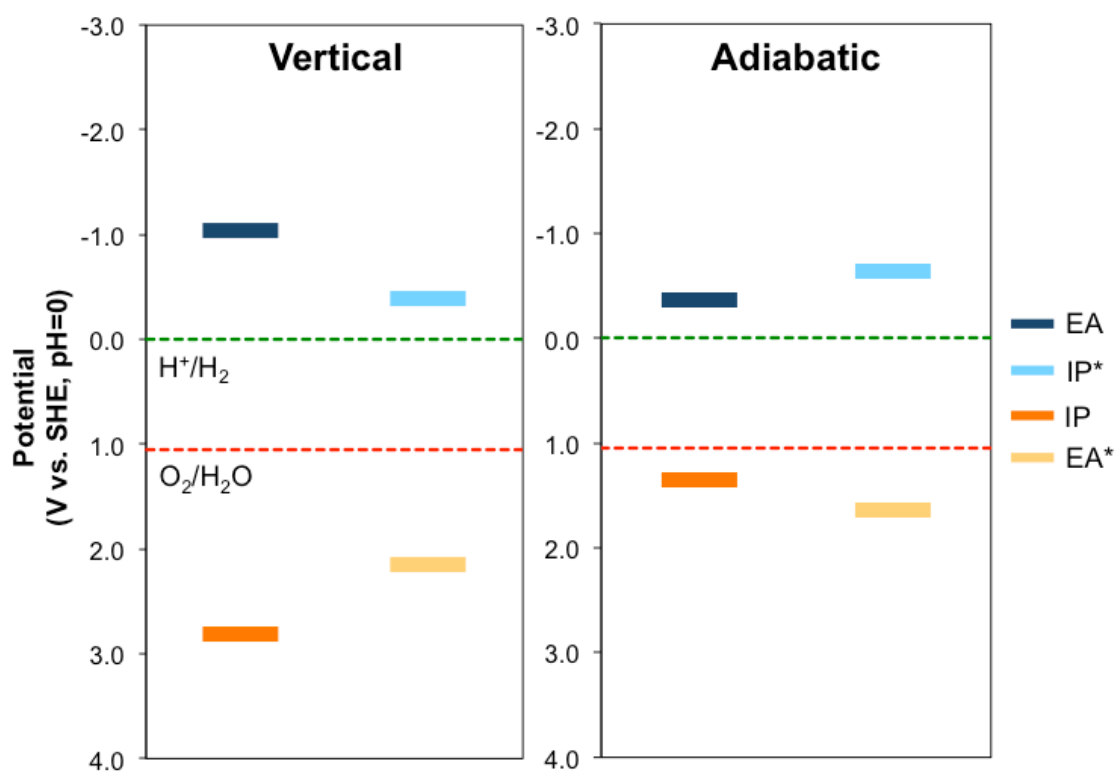 Vertical
Adiabatic
Potential
(V vs. SHE, pH=0)
-3.0
-2.0
-1.0
0.0
1.0
2.0
3.0
4.0
H⁺/H₂
O₂/H₂O
-3.0
-2.0
-1.0
0.0
1.0
2.0
3.0
4.0
EA
IP*
IP
EA*